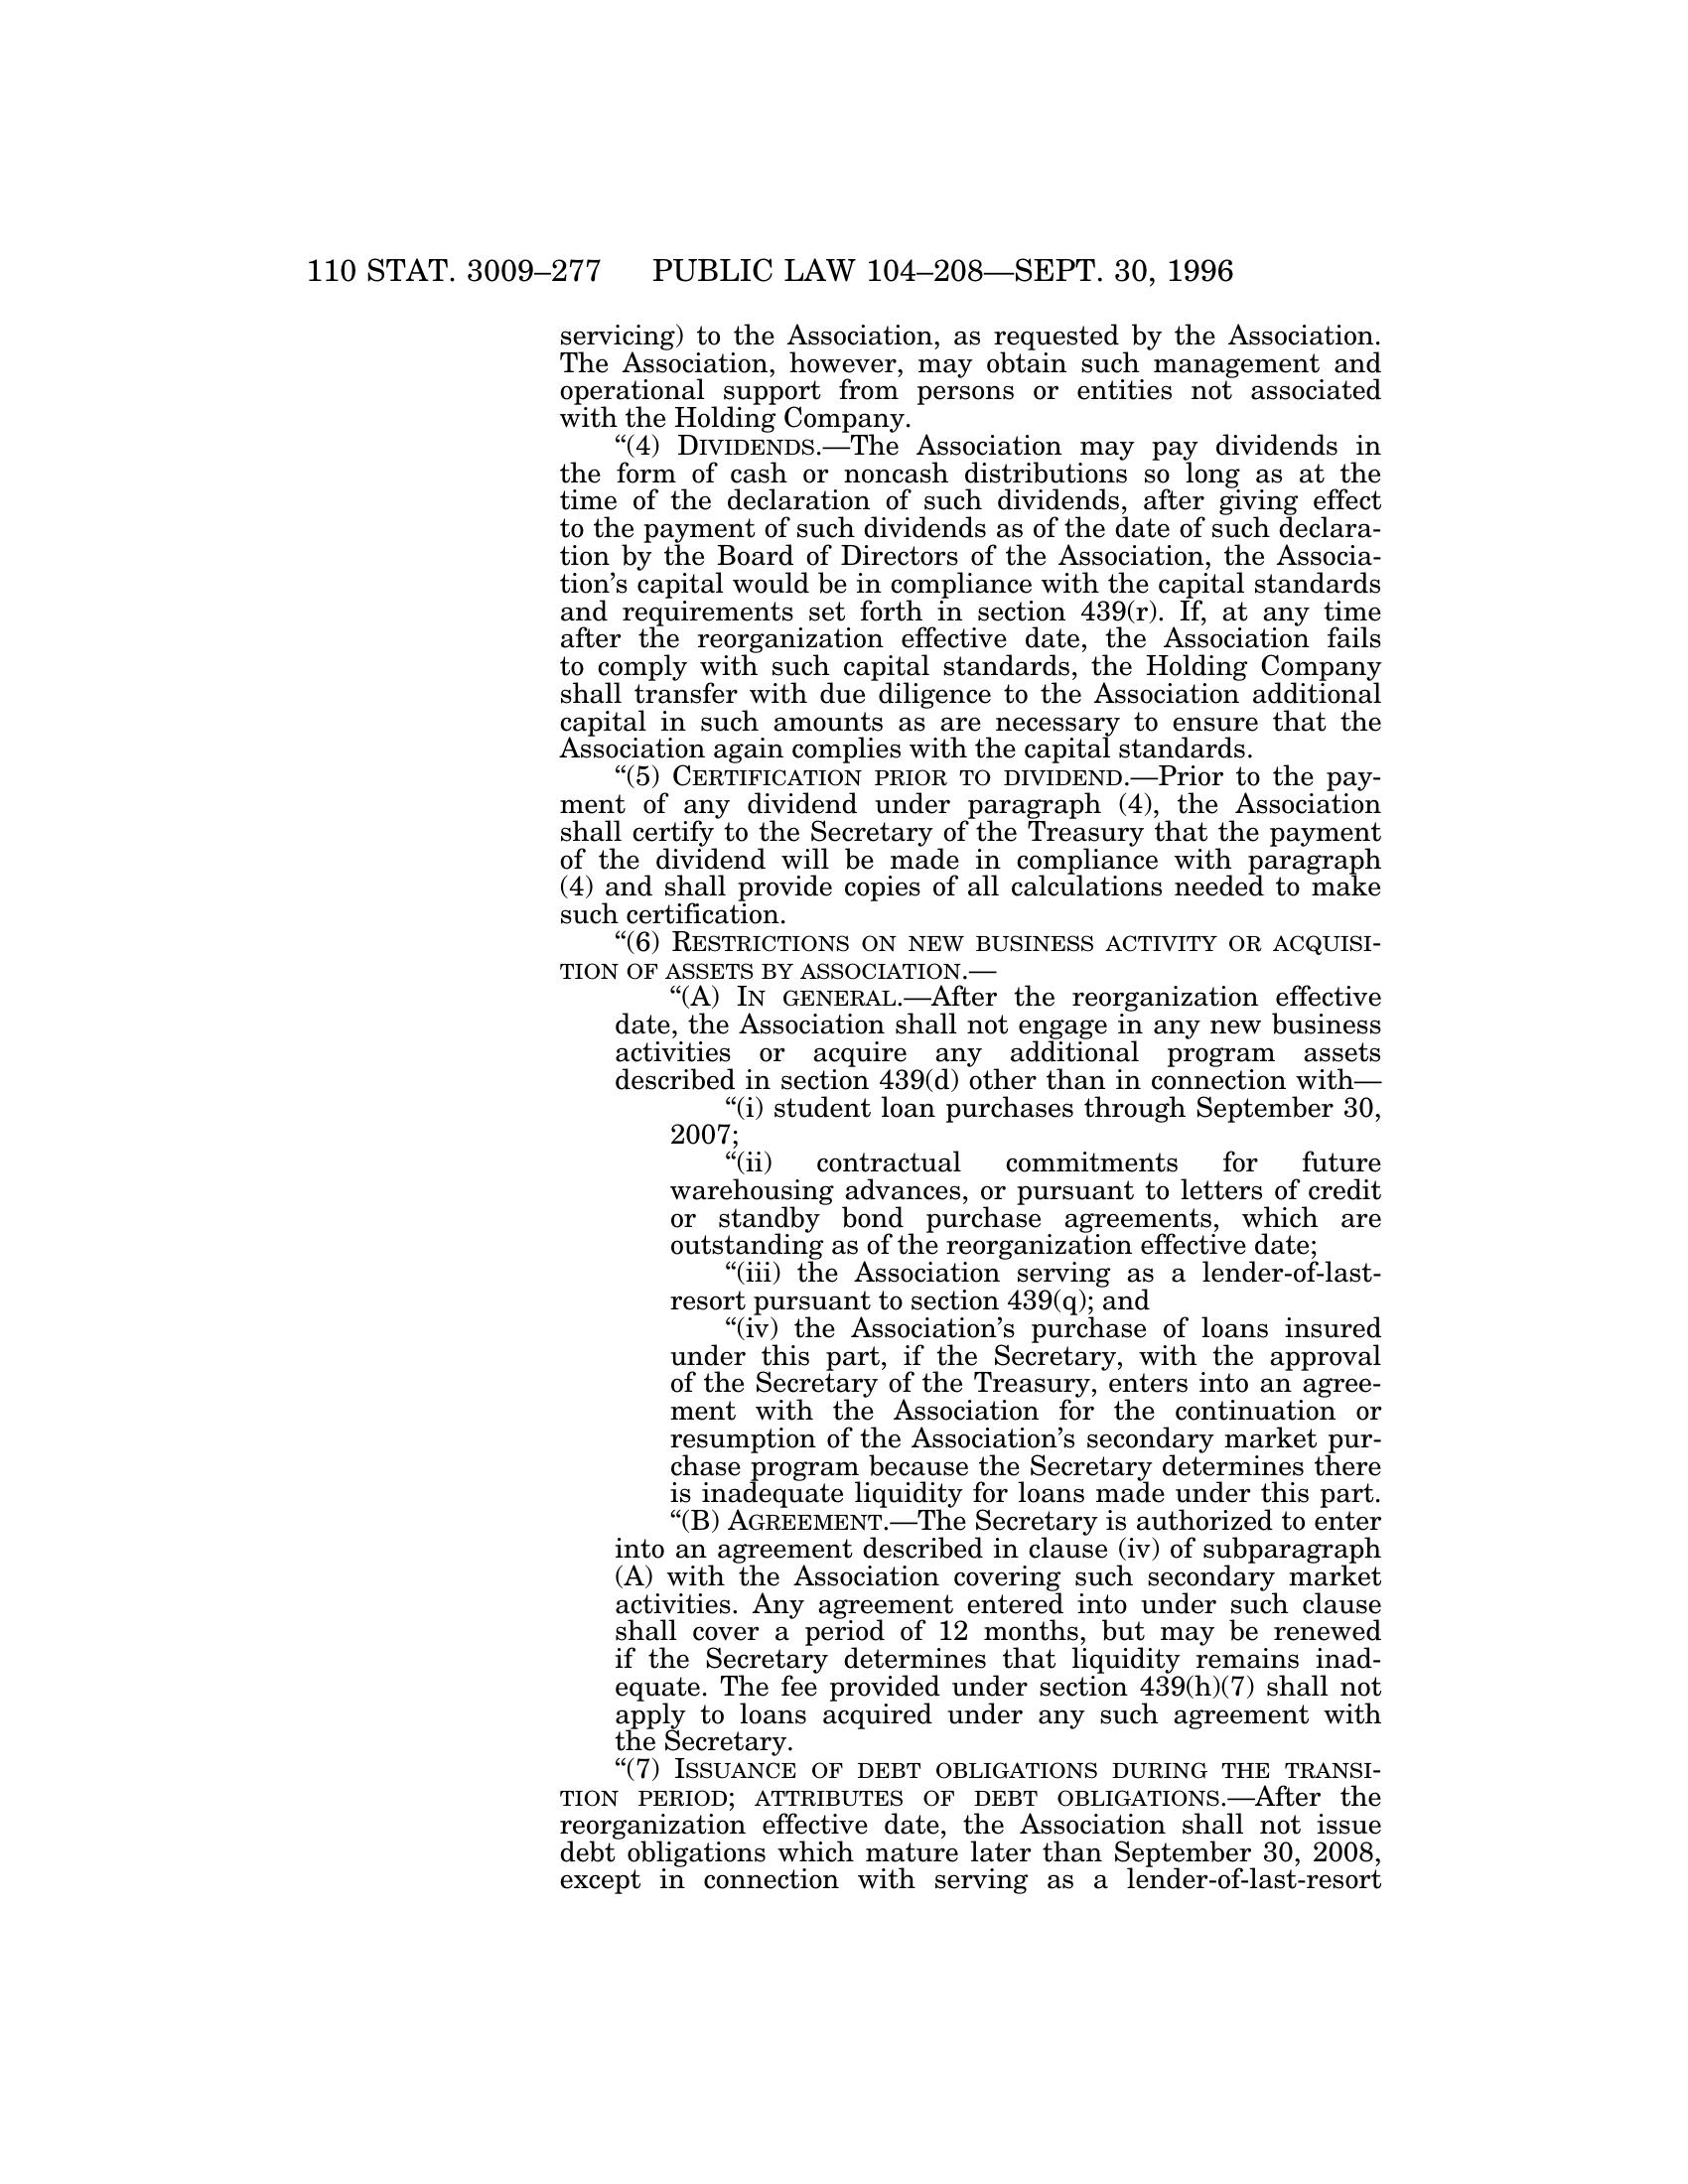 110 STAT. 3009–277 PUBLIC LAW 104–208—SEPT. 30, 1996
servicing) to the Association, as requested by the Association.
The Association, however, may obtain such management and
operational support from persons or entities not associated
with the Holding Company.
“(4) DIVIDENDS.—The Association may pay dividends in
the form of cash or noncash distributions so long as at the
time of the declaration of such dividends, after giving effect
to the payment of such dividends as of the date of such declara-
tion by the Board of Directors of the Association, the Associa-
tion’s capital would be in compliance with the capital standards
and requirements set forth in section 439(r). If, at any time
after the reorganization effective date, the Association fails
to comply with such capital standards, the Holding Company
shall transfer with due diligence to the Association additional
capital in such amounts as are necessary to ensure that the
Association again complies with the capital standards.
“(5) CERTIFICATION PRIOR TO DIVIDEND.—Prior to the pay-
ment of any dividend under paragraph (4), the Association
shall certify to the Secretary of the Treasury that the payment
of the dividend will be made in compliance with paragraph
(4) and shall provide copies of all calculations needed to make
such certification.
“(6) RESTRICTIONS ON NEW BUSINESS ACTIVITY OR ACQUISI-
TION OF ASSETS BY ASSOCIATION.—
“(A) IN GENERAL.—After the reorganization effective
date, the Association shall not engage in any new business
activities or acquire any additional program assets
described in section 439(d) other than in connection with—
“(i) student loan purchases through September 30,
2007;
“(ii) contractual commitments for future
warehousing advances, or pursuant to letters of credit
or standby bond purchase agreements, which are
outstanding as of the reorganization effective date;
“(iii) the Association serving as a lender-of-last-
resort pursuant to section 439(q); and
“(iv) the Association’s purchase of loans insured
under this part, if the Secretary, with the approval
of the Secretary of the Treasury, enters into an agree-
ment with the Association for the continuation or
resumption of the Association’s secondary market pur-
chase program because the Secretary determines there
is inadequate liquidity for loans made under this part.
“(B) AGREEMENT.—The Secretary is authorized to enter
into an agreement described in clause (iv) of subparagraph
(A) with the Association covering such secondary market
activities. Any agreement entered into under such clause
shall cover a period of 12 months, but may be renewed
if the Secretary determines that liquidity remains inad-
equate. The fee provided under section 439(h)(7) shall not
apply to loans acquired under any such agreement with
the Secretary.
“(7) ISSUANCE OF DEBT OBLIGATIONS DURING THE TRANSI-
TION PERIOD; ATTRIBUTES OF DEBT OBLIGATIONS.—After the
reorganization effective date, the Association shall not issue
debt obligations which mature later than September 30, 2008,
except in connection with serving as a lender-of-last-resort